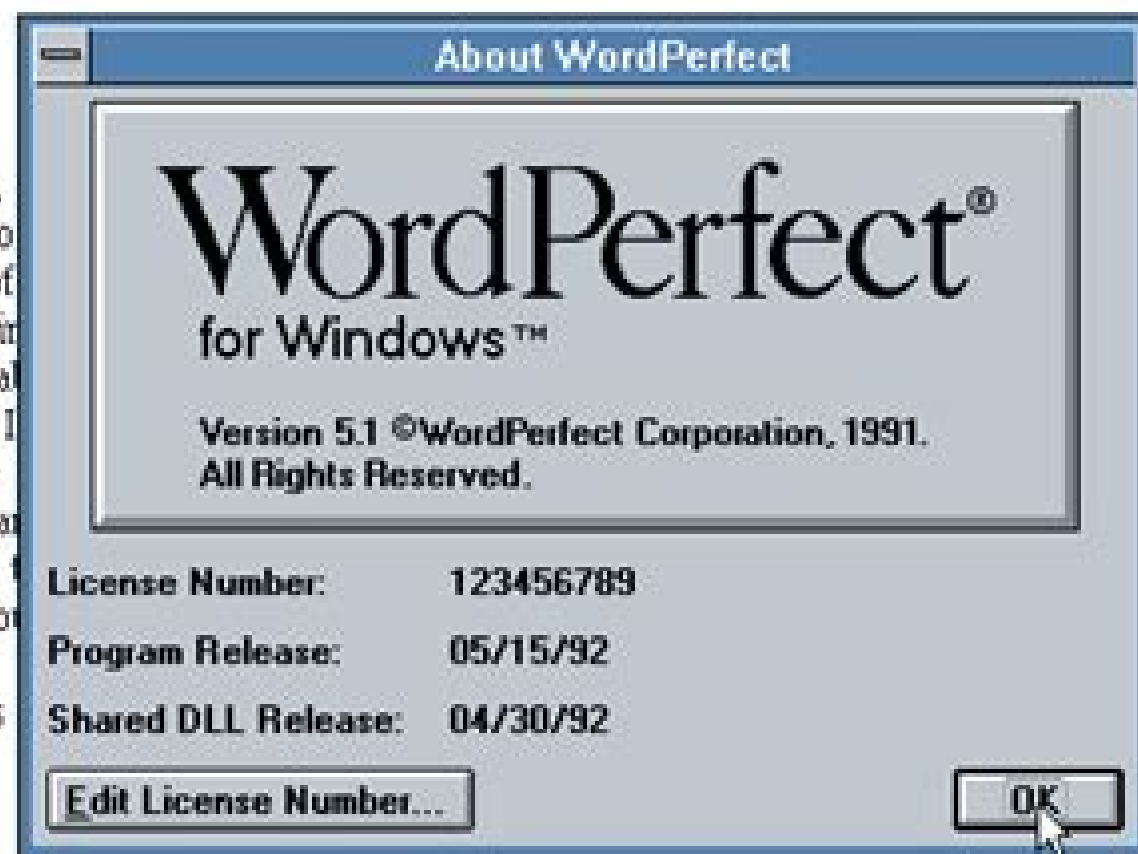 About WordPerfect
WordPerfect®
for Windows™
Version 5.1 ©WordPerfect Corporation, 1991.
All Rights Reserved.
License Number: 123456789
Program Release: 05/15/92
Shared DLL Release: 04/30/92
Edit License Number... OK